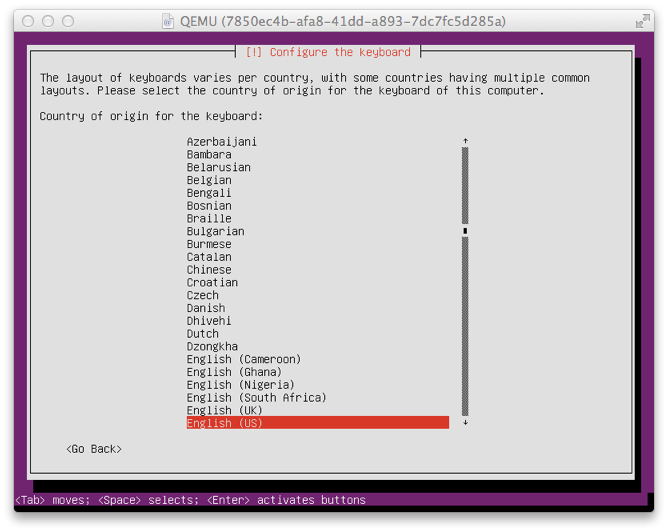 QEMU (7850ec4b-afa8-41dd-a893-7dc7fc5d285a)
[!] Configure the keyboard
The layout of keyboards varies per country, with some countries having multiple common
layouts. Please select the country of origin for the keyboard of this computer.
Country of origin for the keyboard:
Azerbaijani
Bambara
Belarusian
Belgian
Bengali
Bosnian
Braille
Bulgarian
Burmese
Catalan
Chinese
Croatian
Czech
Danish
Dhivehi
Dutch
Dzongkha
English (Cameroon)
English (Ghana)
English (Nigeria)
English (South Africa)
English (UK)
English (US)
<Go Back>
<Tab> moves; <Space> selects; <Enter> activates buttons